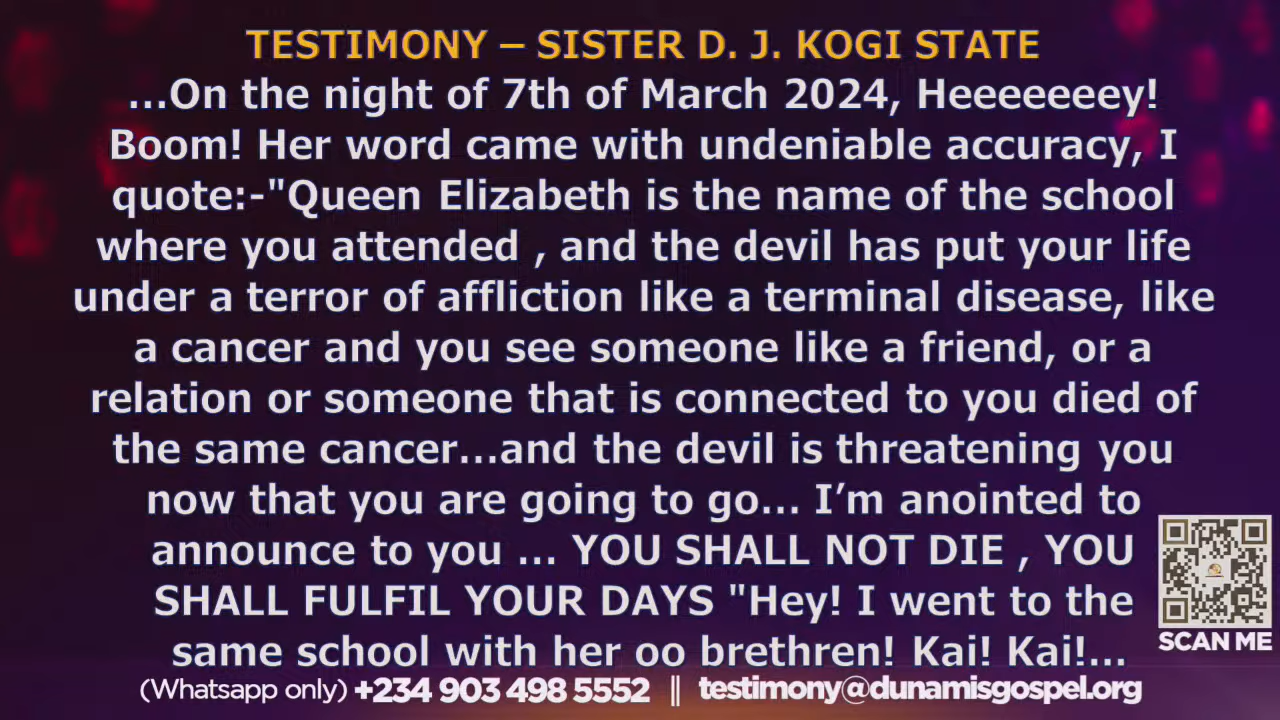 TESTIMONY – SISTER D. J. KOGI STATE
...On the night of 7th of March 2024, Heeeeeeey!
Boom! Her word came with undeniable accuracy, I
quote:-"Queen Elizabeth is the name of the school
where you attended , and the devil has put your life
under a terror of affliction like a terminal disease, like
a cancer and you see someone like a friend, or a
relation or someone that is connected to you died of
the same cancer...and the devil is threatening you
now that you are going to go... I’m anointed to
announce to you ... YOU SHALL NOT DIE , YOU
SHALL FULFIL YOUR DAYS "Hey! I went to the
same school with her oo brethren! Kai! Kai!...
SCAN ME
(Whatsapp only) +234 903 498 5552 || testimony@dunamisgospel.org